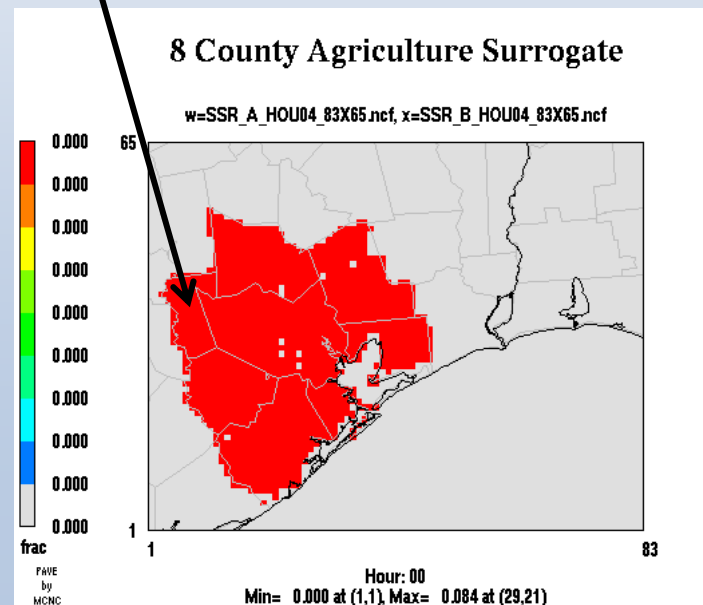 8 County Agriculture Surrogate
w=SSR_A_HOU04_83X65.ncf, x=SSR_B_HOU04_83X65.ncf
0.000
0.000
0.000
0.000
0.000
0.000
0.000
0.000
0.000
0.000
frac
PAVE
by
MCNC
65
1
1
83
Hour: 00
Min= 0.000 at (1,1), Max= 0.084 at (29,21)